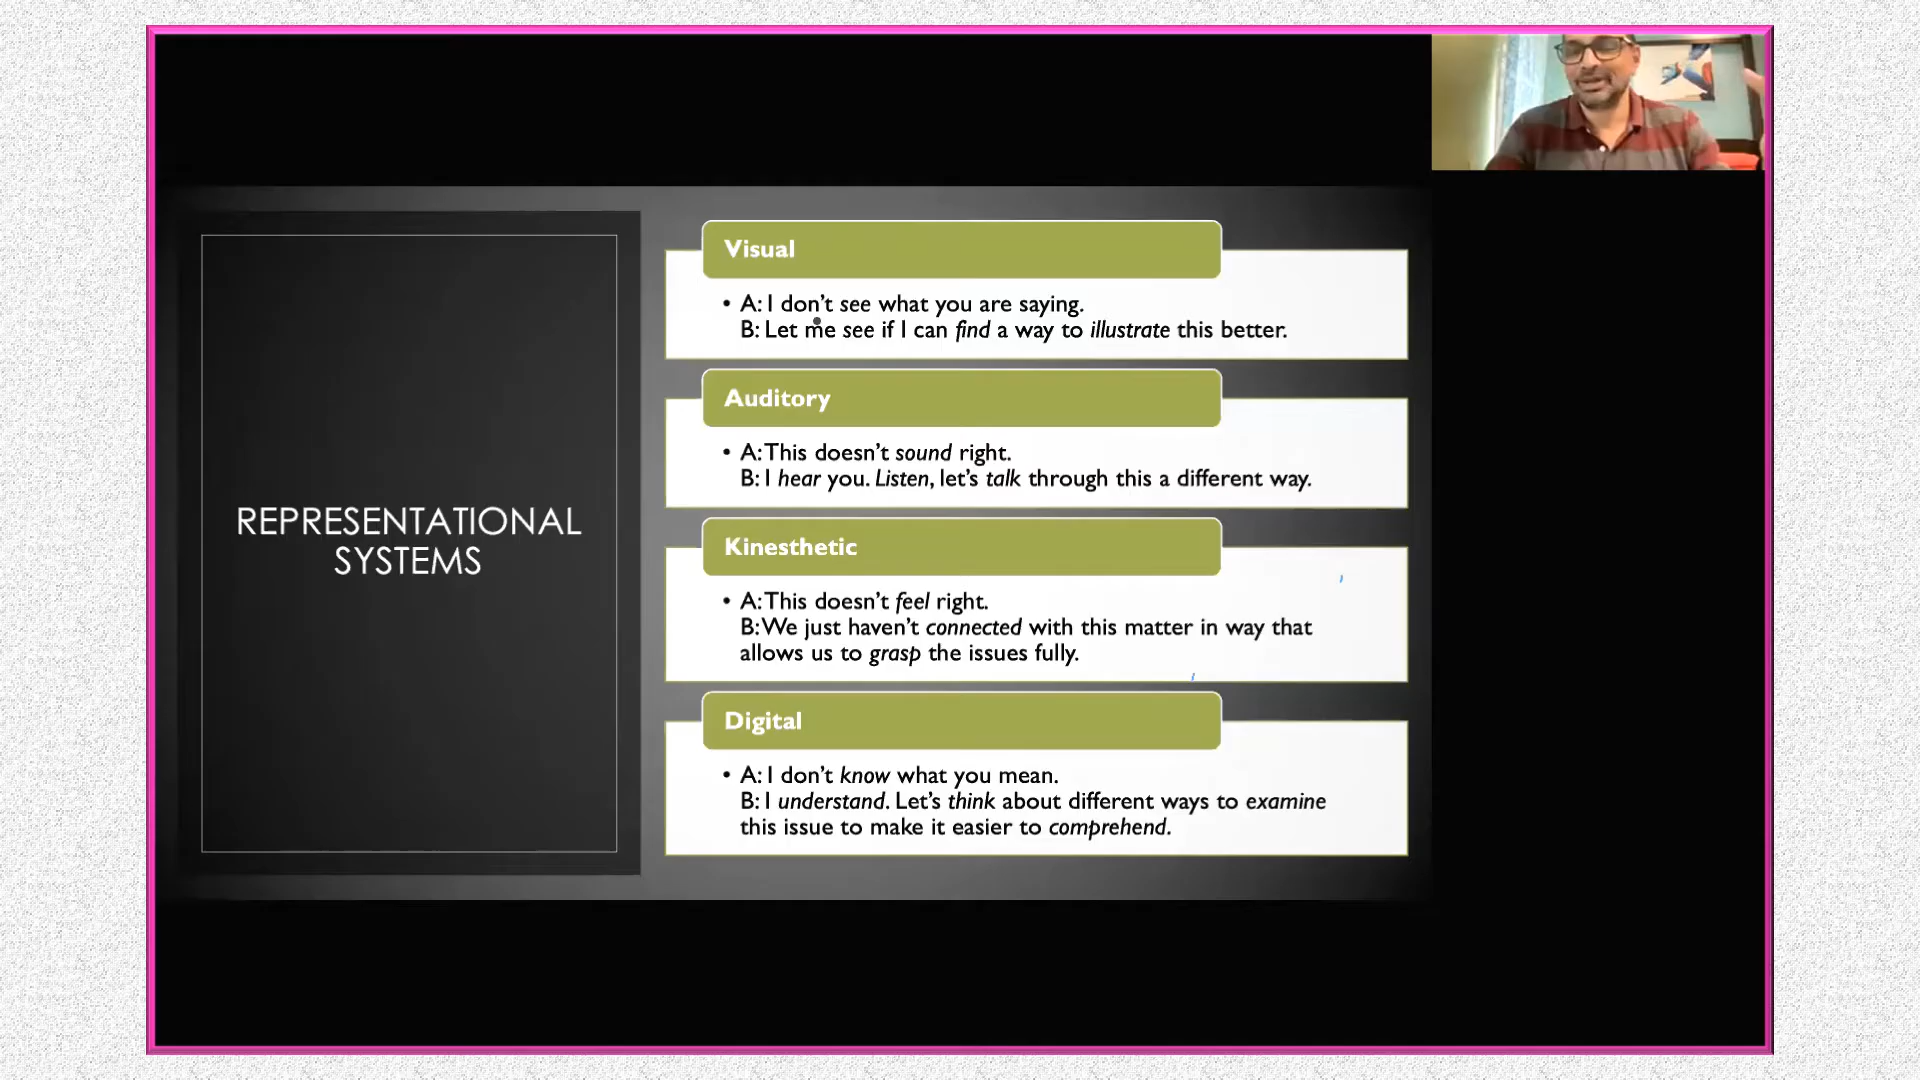 REPRESENTATIONAL
SYSTEMS
Visual
• A: I don't see what you are saying.
B: Let me see if I can find a way to illustrate this better.
Auditory
• A: This doesn't sound right.
B: I hear you. Listen, let's talk through this a different way.
Kinesthetic
• A: This doesn't feel right.
B: We just haven't connected with this matter in way that
allows us to grasp the issues fully.
Digital
• A: I don't know what you mean.
B: I understand. Let's think about different ways to examine
this issue to make it easier to comprehend.